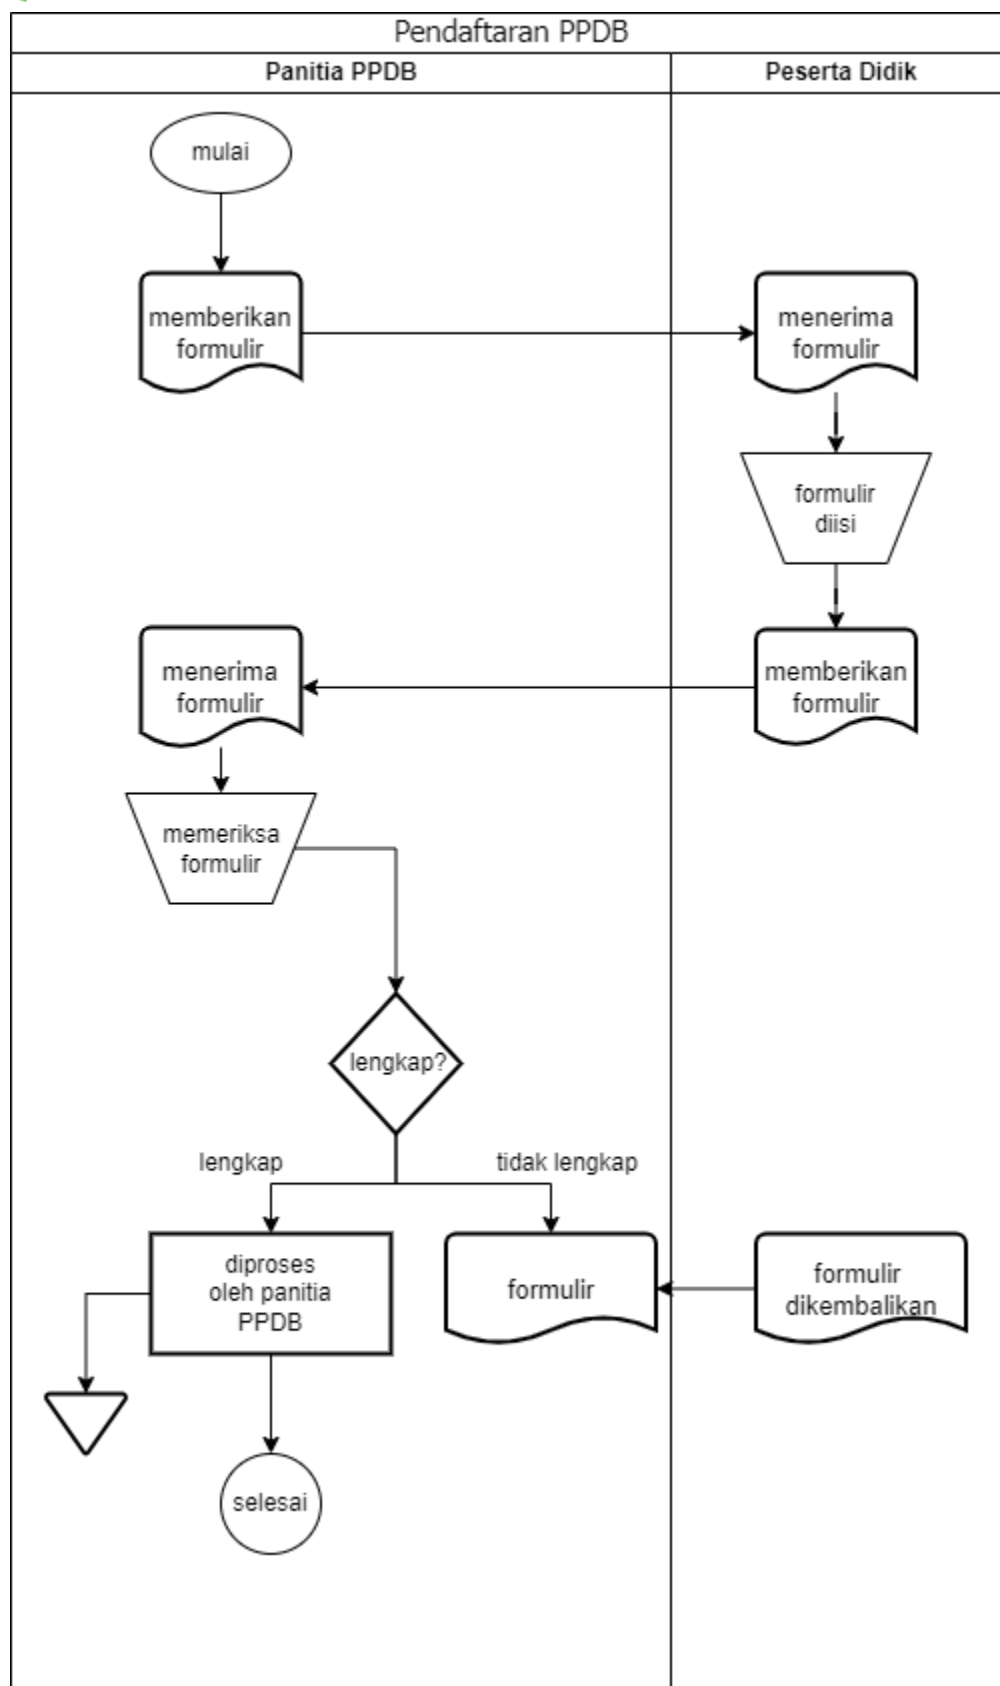 Pendaftaran PPDB
Panitia PPDB
Peserta Didik
mulai
memberikan
formulir
menerima
formulir
formulir
diisi
memberikan
formulir
menerima
formulir
memeriksa
formulir
lengkap?
lengkap
tidak lengkap
diproses
oleh panitia
PPDB
formulir
formulir
dikembalikan
selesai